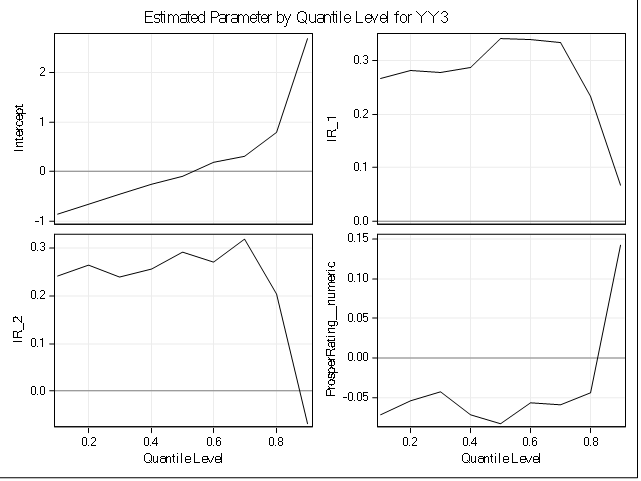 Estimated Parameter by Quantile Level for YY3
Intercept
2
1
0
-1
IR_1
0.3
0.2
0.1
0.0
IR_2
0.3
0.2
0.1
0.0
0.2 0.4 0.6 0.8
Quantile Level
ProsperRating__numeric
0.15
0.10
0.05
0.00
-0.05
0.2 0.4 0.6 0.8
Quantile Level